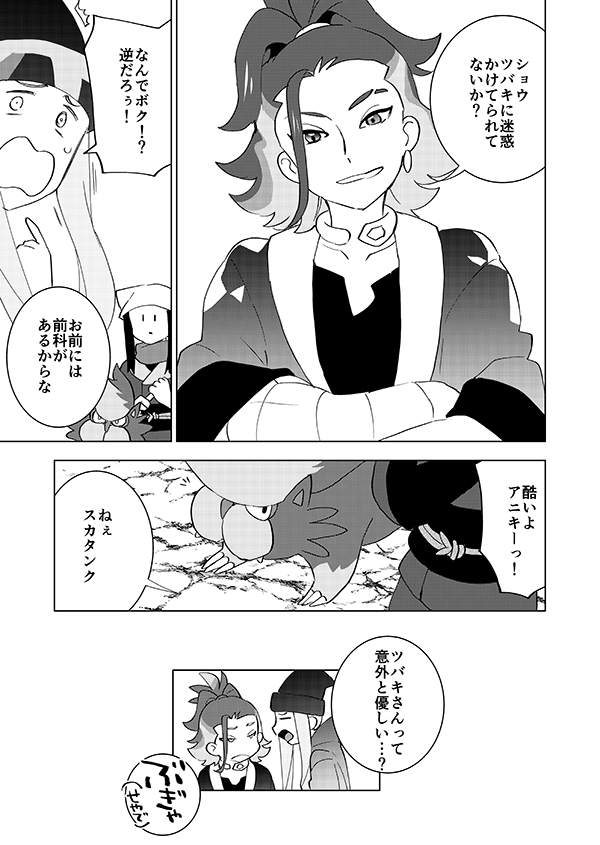 ショウ
ツバキに迷惑
かけてられて
ないか？
なんでボク！？
逆だろぅ！
お前には
前科が
あるからな
酷いよ
アニキーっ！
ねぇ
スカタンク
ツバキさんって
意外と優しい…？
ぶぎゃ
せやで